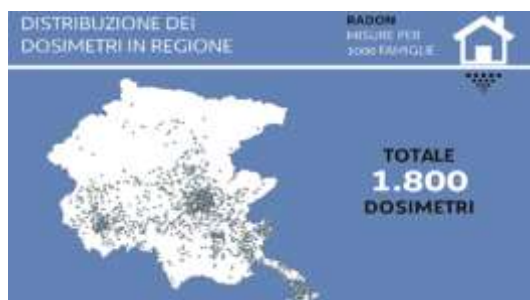 DISTRIBUZIONE DEI
DOSIMETRI IN REGIONE
RADON
MISURE PER
1000 FAMIGLIE
TOTALE
1.800
DOSIMETRI